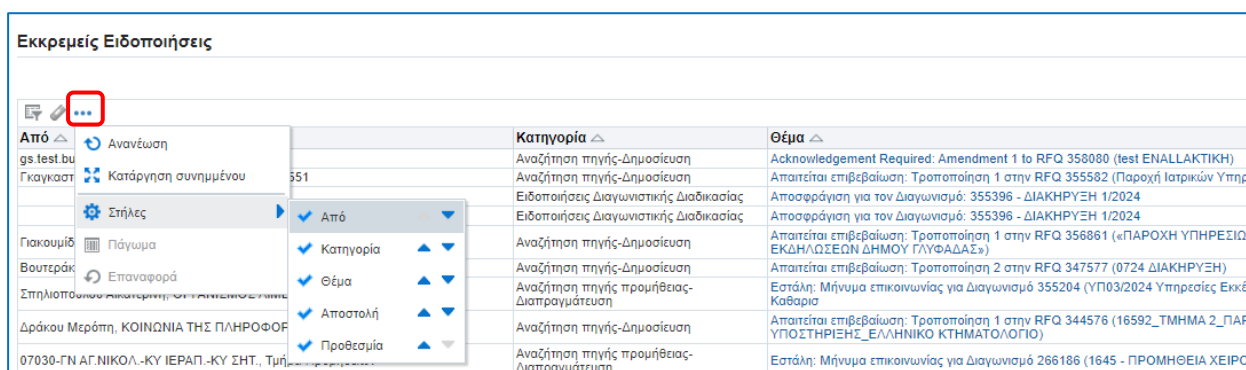 Εκκρεμείς Ειδοποιήσεις
Από Κατηγορία Θέμα
Ανανέωση
Κατάργηση συνημμένου
Στήλες
Πάγωμα
Επαναφορά
Από
Κατηγορία
Θέμα
Αποστολή
Προθεσμία
gs.test.bu Αναζήτηση πηγής-Δημοσίευση Acknowledgement Required: Amendment 1 to RFQ 358080 (test ENALLAKTIKH)
Γκαγκαστ 551 Αναζήτηση πηγής-Δημοσίευση Απαιτείται επιβεβαίωση: Τροποποίηση 1 στην RFQ 355582 (Παροχή Ιατρικών Υπηρ
Ειδοποιήσεις Διαγωνιστικής Διαδικασίας Αποσφράγιση για τον Διαγωνισμό: 355396 - ΔΙΑΚΗΡΥΞΗ 1/2024
Ειδοποιήσεις Διαγωνιστικής Διαδικασίας Αποσφράγιση για τον Διαγωνισμό: 355396 - ΔΙΑΚΗΡΥΞΗ 1/2024
Γιακουμίδ Αναζήτηση πηγής-Δημοσίευση Απαιτείται επιβεβαίωση: Τροποποίηση 1 στην RFQ 356861 («ΠΑΡΟΧΗ ΥΠΗΡΕΣΙΩ
ΕΚΔΗΛΩΣΕΩΝ ΔΗΜΟΥ ΓΛΥΦΑΔΑΣ»)
Βουτεράκ Αναζήτηση πηγής-Δημοσίευση Απαιτείται επιβεβαίωση: Τροποποίηση 2 στην RFQ 347577 (0724 ΔΙΑΚΗΡΥΞΗ)
Αναζήτηση πηγής προμήθειας- Εστάλη: Μήνυμα επικοινωνίας για Διαγωνισμό 355204 (ΥΠ03/2024 Υπηρεσίες Εκκέ
Διαπραγμάτευση Καθαρισ
Δράκου Μερόπη, ΚΟΙΝΩΝΙΑ ΤΗΣ ΠΛΗΡΟΦΟΡ Αναζήτηση πηγής-Δημοσίευση Απαιτείται επιβεβαίωση: Τροποποίηση 1 στην RFQ 344576 (16592_ΤΜΗΜΑ 2_ΠΑΡ
ΥΠΟΣΤΗΡΙΞΗΣ_ΕΛΛΗΝΙΚΟ ΚΤΗΜΑΤΟΛΟΓΙΟ)
07030-ΓΝ ΑΓ.ΝΙΚΟΛ.-ΚΥ ΙΕΡΑΠ.-ΚΥ ΣΗΤ., Αναζήτηση πηγής προμήθειας- Εστάλη: Μήνυμα επικοινωνίας για Διαγωνισμό 266186 (1645 - ΠΡΟΜΗΘΕΙΑ ΧΕΙΡΟ
Διαπραγμάτευση